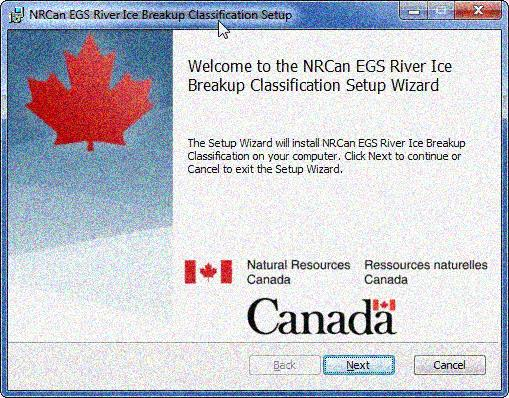 NRCan EGS River Ice Breakup Classification Setup
Welcome to the NRCan EGS River Ice
Breakup Classification Setup Wizard
The Setup Wizard will install NRCan EGS River Ice Breakup
Classification on your computer. Click Next to continue or
Cancel to exit the Setup Wizard.
Natural Resources Ressources naturelles
Canada Canada
Canada
Back Next Cancel